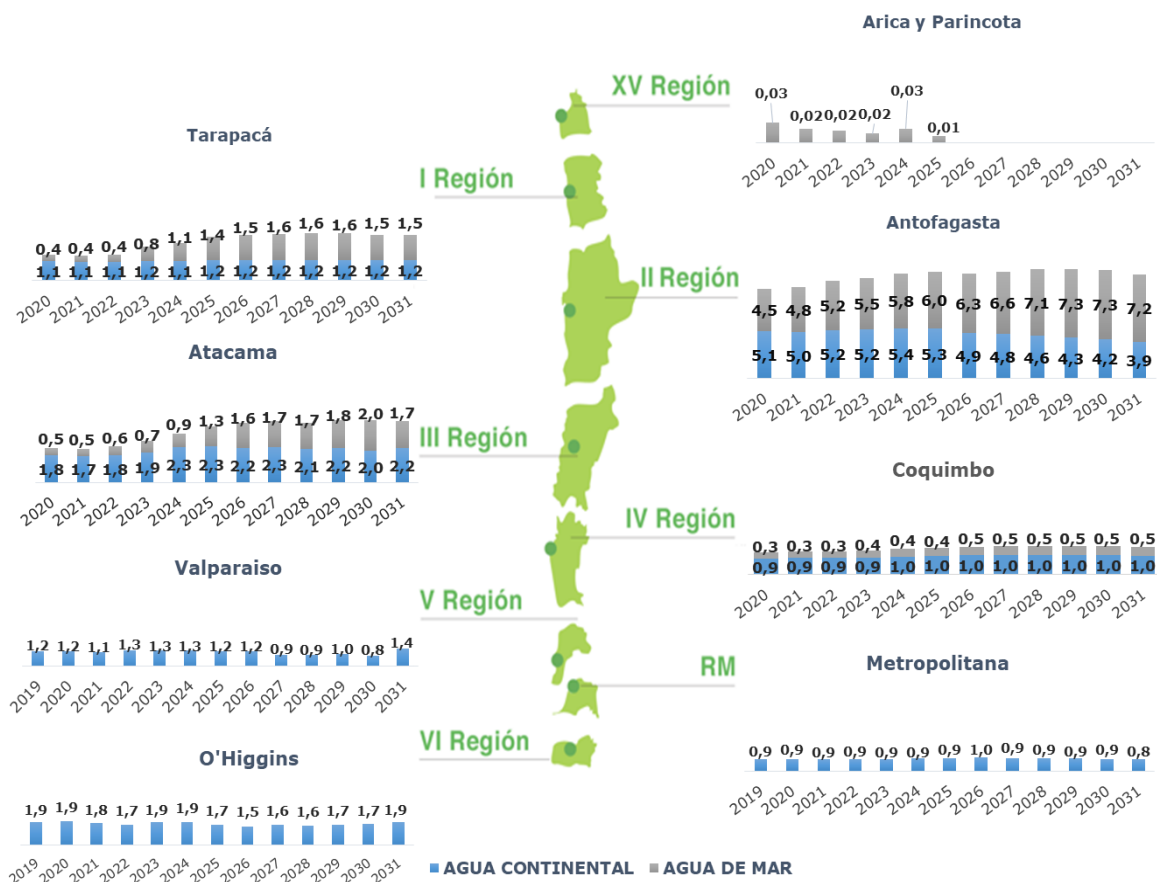 Arica y Parincota
XV Región
0,03 0,02 0,02 0,02 0,03 0,01
2020 2021 2022 2023 2024 2025 2026 2027 2028 2029 2030 2031
Tarapacá
I Región
0,4 0,4 0,4 0,8 1,1 1,4 1,5 1,6 1,6 1,6 1,5 1,5
1,1 1,1 1,1 1,2 1,1 1,2 1,2 1,2 1,2 1,2 1,2 1,2
2020 2021 2022 2023 2024 2025 2026 2027 2028 2029 2030 2031
Antofagasta
II Región
4,5 4,8 5,2 5,5 5,8 6,0 6,3 6,6 7,1 7,3 7,3 7,2
5,1 5,0 5,2 5,2 5,4 5,3 4,9 4,8 4,6 4,3 4,2 3,9
2020 2021 2022 2023 2024 2025 2026 2027 2028 2029 2030 2031
Atacama
III Región
0,5 0,5 0,6 0,7 0,9 1,3 1,6 1,7 1,7 1,8 2,0 1,7
1,8 1,7 1,8 1,9 2,3 2,3 2,2 2,3 2,1 2,2 2,0 2,2
2020 2021 2022 2023 2024 2025 2026 2027 2028 2029 2030 2031
Coquimbo
IV Región
0,3 0,3 0,3 0,4 0,4 0,4 0,5 0,5 0,5 0,5 0,5 0,5
0,9 0,9 0,9 0,9 1,0 1,0 1,0 1,0 1,0 1,0 1,0 1,0
2020 2021 2022 2023 2024 2025 2026 2027 2028 2029 2030 2031
Valparaiso
V Región
1,2 1,2 1,1 1,3 1,3 1,3 1,2 1,2 0,9 0,9 1,0 0,8 1,4
2019 2020 2021 2022 2023 2024 2025 2026 2027 2028 2029 2030 2031
Metropolitana
RM
0,9 0,9 0,9 0,9 0,9 0,9 0,9 1,0 0,9 0,9 0,9 0,9 0,8
2019 2020 2021 2022 2023 2024 2025 2026 2027 2028 2029 2030 2031
O'Higgins
VI Región
1,9 1,9 1,8 1,7 1,9 1,9 1,7 1,5 1,6 1,6 1,7 1,7 1,9
2019 2020 2021 2022 2023 2024 2025 2026 2027 2028 2029 2030 2031
AGUA CONTINENTAL AGUA DE MAR